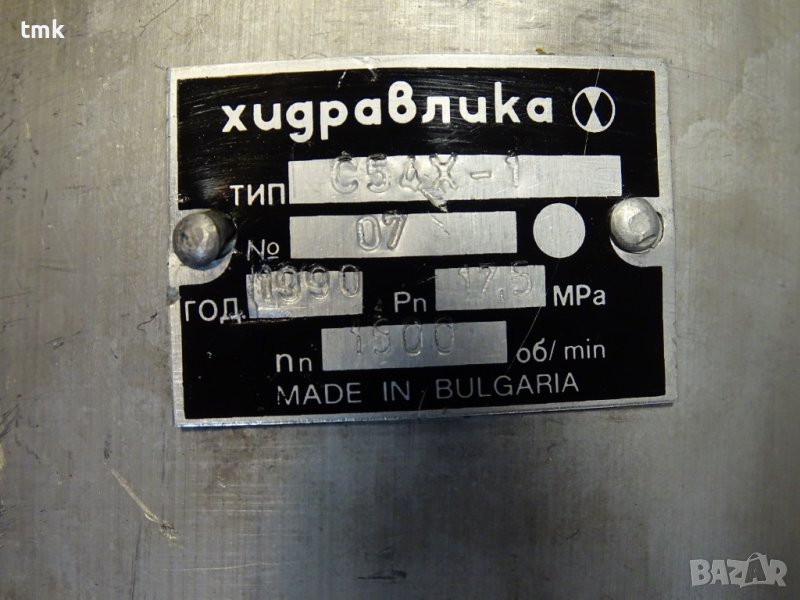 tmk
хидравлика
ТИП С54Х-1
№ 07
ГОД. 1990 Pn 17,5 MPa
nn 1500 об/min
MADE IN BULGARIA
BAZAR